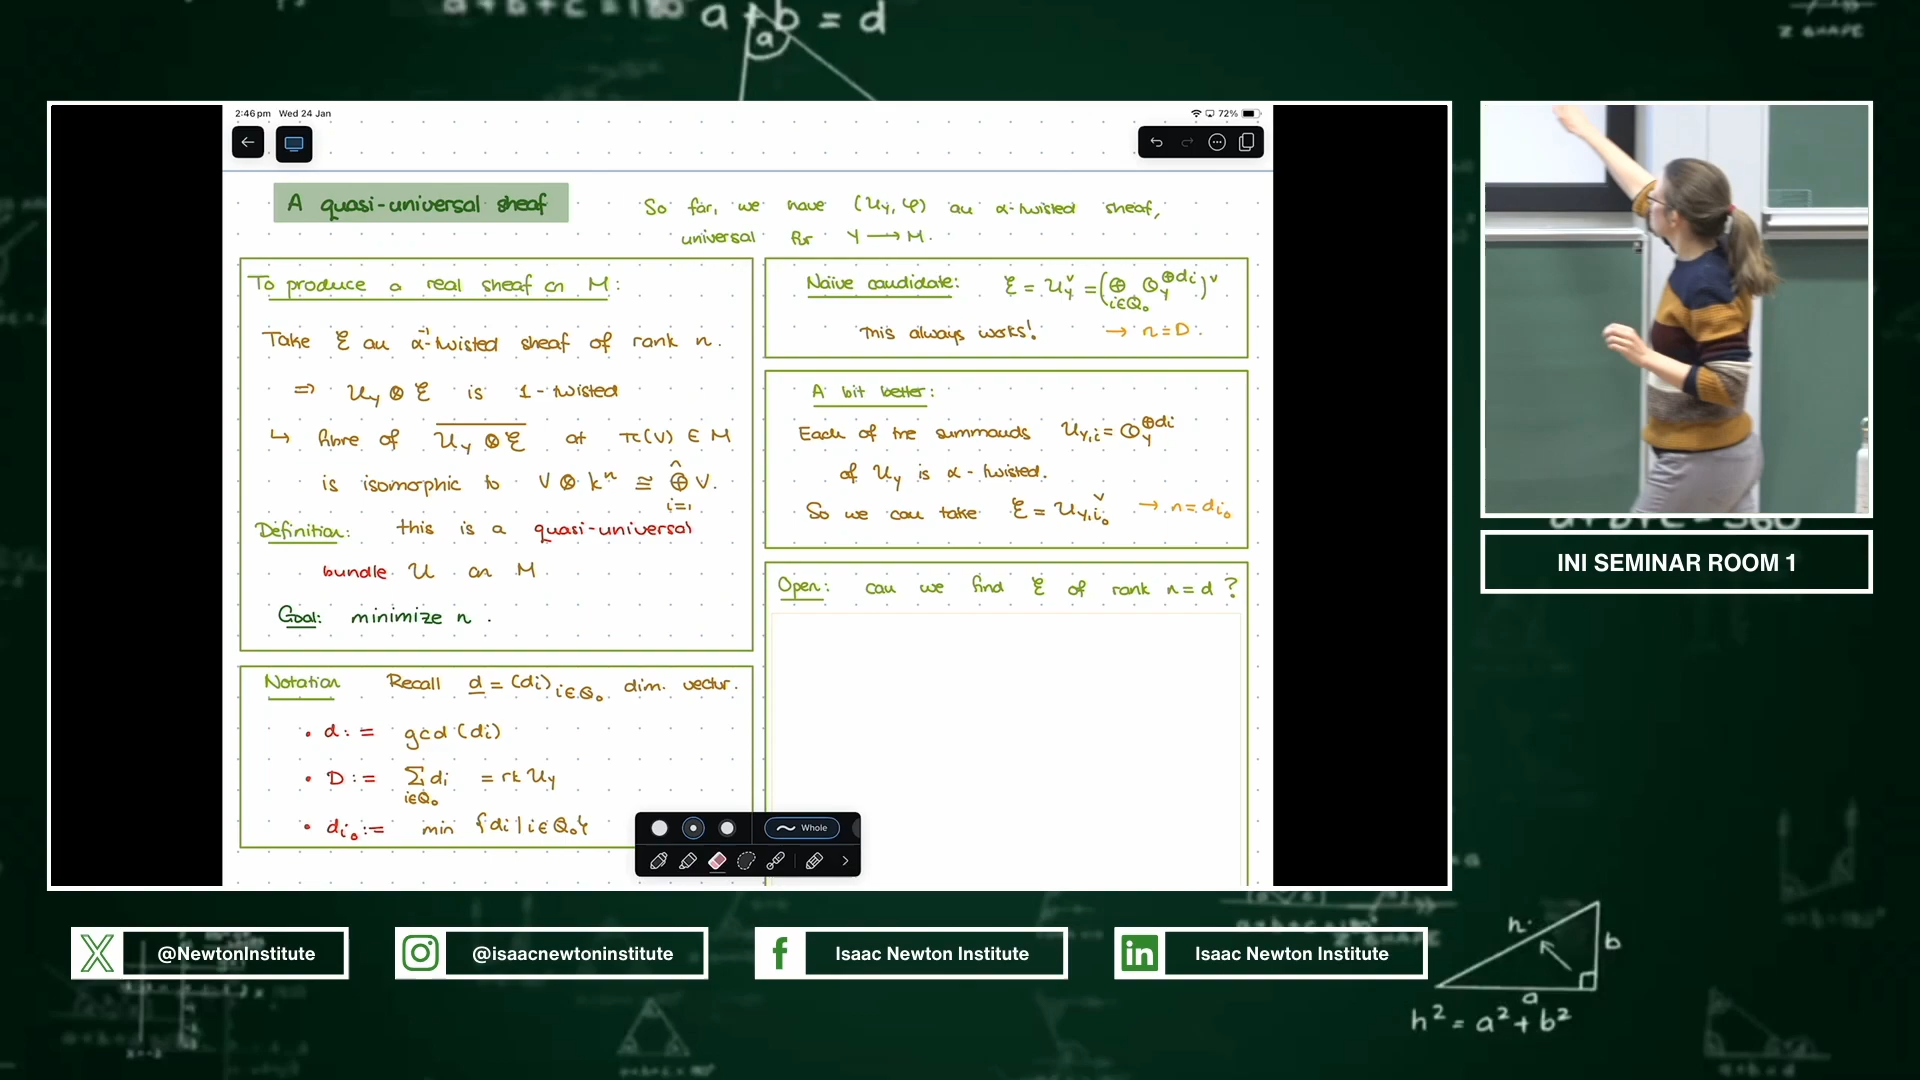 a + b = d
a
Z SHAPE
2:46 pm Wed 24 Jan
72%
A quasi-universal sheaf
So far, we have (U_Y, φ) an α-twisted sheaf,
universal for Y → M.
To produce a real sheaf on M:
Take ℰ an α⁻¹-twisted sheaf of rank n.
⇒ U_Y ⊗ ℰ is 1-twisted
↳ fibre of \overline{U_Y ⊗ ℰ} at π(V) ∈ M
is isomorphic to V ⊗ kⁿ ≅ ⊕_{i=1}^{n} V.
Definition: this is a quasi-universal
bundle U on M
Goal: minimize n.
Notation Recall d = (di)_{i∈Q₀} dim. vector.
• d := gcd (di)
• D := Σ_{i∈Q₀} di = rk U_Y
• d_{i₀} := min {di | i ∈ Q₀}
Naïve candidate: ℰ = U_Y^∨ = (⊕_{i∈Q₀} O_Y^{⊕di})^∨
This always works! → n = D.
A bit better:
Each of the summands U_{Y,i} = O_Y^{⊕di}
of U_Y is α-twisted.
So we can take ℰ = U_{Y,i₀}^∨ → n = d_{i₀}
Open: can we find ℰ of rank n = d ?
Whole
INI SEMINAR ROOM 1
@NewtonInstitute
@isaacnewtoninstitute
Isaac Newton Institute
Isaac Newton Institute
h
b
a
h² = a² + b²